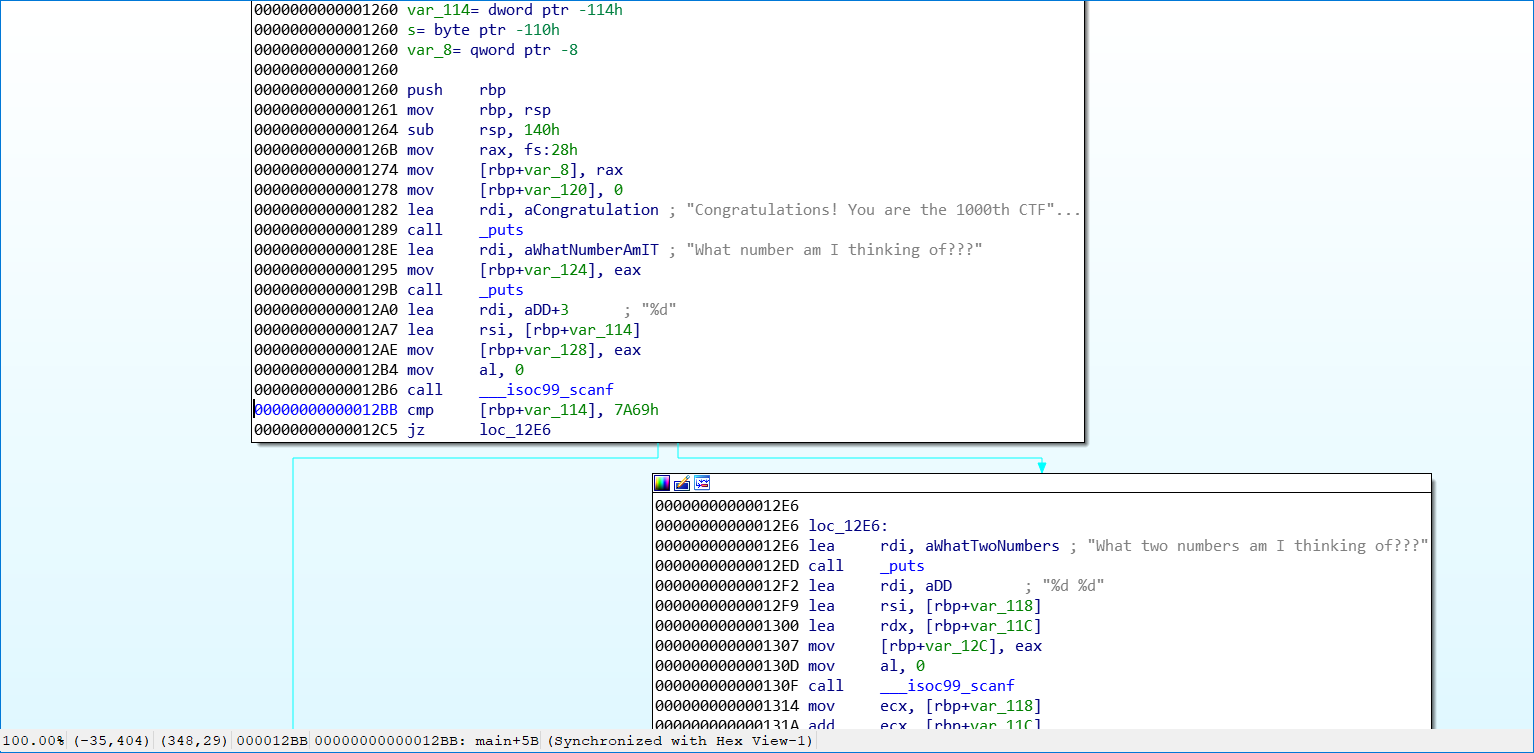 0000000000001260 var_114= dword ptr -114h
0000000000001260 s= byte ptr -110h
0000000000001260 var_8= qword ptr -8
0000000000001260
0000000000001260 push rbp
0000000000001261 mov rbp, rsp
0000000000001264 sub rsp, 140h
000000000000126B mov rax, fs:28h
0000000000001274 mov [rbp+var_8], rax
0000000000001278 mov [rbp+var_120], 0
0000000000001282 lea rdi, aCongratulation ; "Congratulations! You are the 1000th CTF"...
0000000000001289 call _puts
000000000000128E lea rdi, aWhatNumberAmIT ; "What number am I thinking of???"
0000000000001295 mov [rbp+var_124], eax
000000000000129B call _puts
00000000000012A0 lea rdi, aDD+3 ; "%d"
00000000000012A7 lea rsi, [rbp+var_114]
00000000000012AE mov [rbp+var_128], eax
00000000000012B4 mov al, 0
00000000000012B6 call ___isoc99_scanf
00000000000012BB cmp [rbp+var_114], 7A69h
00000000000012C5 jz loc_12E6
00000000000012E6
00000000000012E6 loc_12E6:
00000000000012E6 lea rdi, aWhatTwoNumbers ; "What two numbers am I thinking of???"
00000000000012ED call _puts
00000000000012F2 lea rdi, aDD ; "%d %d"
00000000000012F9 lea rsi, [rbp+var_118]
0000000000001300 lea rdx, [rbp+var_11C]
0000000000001307 mov [rbp+var_12C], eax
000000000000130D mov al, 0
000000000000130F call ___isoc99_scanf
0000000000001314 mov ecx, [rbp+var_118]
000000000000131A add ecx, [rbp+var_11C]
100.00% (-35,404) (348,29) 000012BB 00000000000012BB: main+5B (Synchronized with Hex View-1)